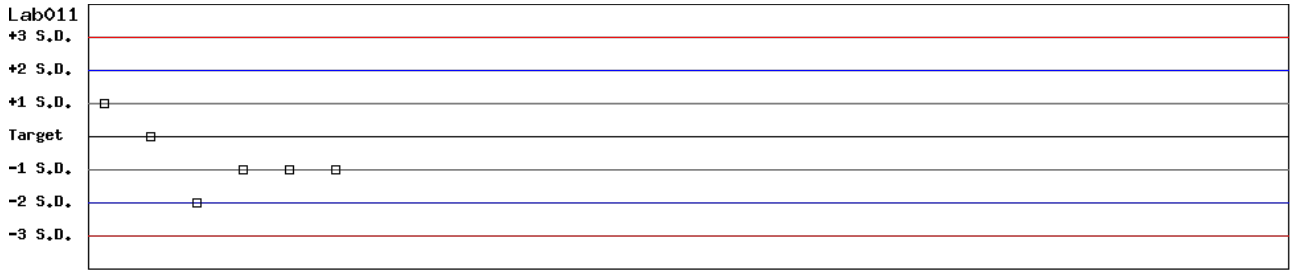 Lab011
+3 S.D.
+2 S.D.
+1 S.D.
Target
-1 S.D.
-2 S.D.
-3 S.D.